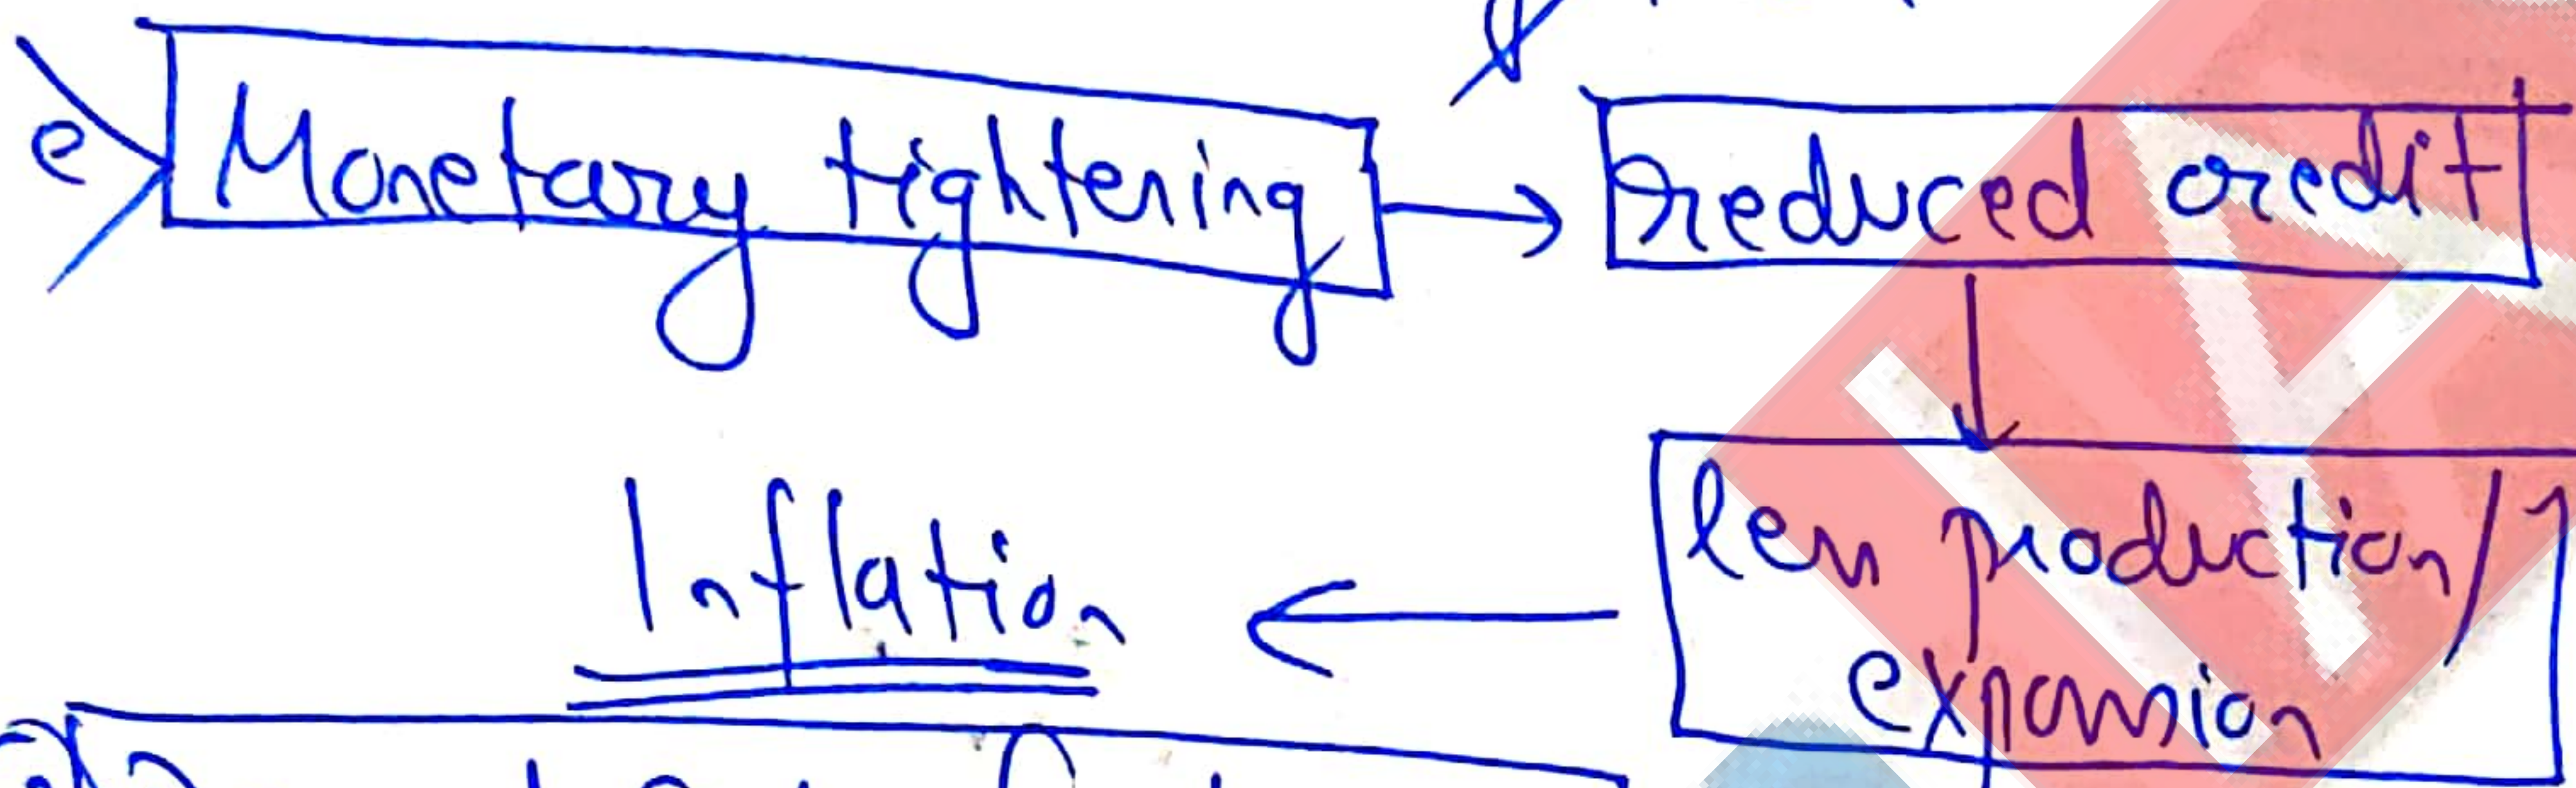 e Monetary tightening → reduced credit
↓
less production/
expansion
← Inflation